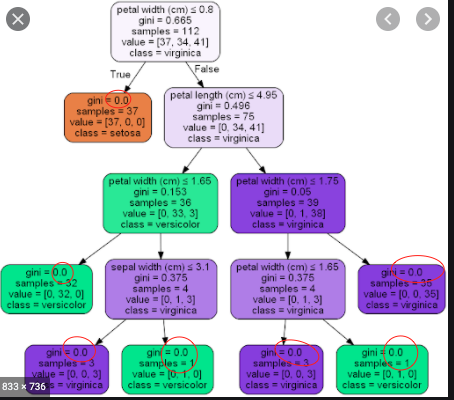 petal width (cm) ≤ 0.8
gini = 0.665
samples = 112
value = [37, 34, 41]
class = virginica
True
False
gini = 0.0
samples = 37
value = [37, 0, 0]
class = setosa
petal length (cm) ≤ 4.95
gini = 0.496
samples = 75
value = [0, 34, 41]
class = virginica
petal width (cm) ≤ 1.65
gini = 0.153
samples = 36
value = [0, 33, 3]
class = versicolor
petal width (cm) ≤ 1.75
gini = 0.05
samples = 39
value = [0, 1, 38]
class = virginica
gini = 0.0
samples = 32
value = [0, 32, 0]
class = versicolor
sepal width (cm) ≤ 3.1
gini = 0.375
samples = 4
value = [0, 1, 3]
class = virginica
petal width (cm) ≤ 1.65
gini = 0.375
samples = 4
value = [0, 1, 3]
class = virginica
gini = 0.0
samples = 35
value = [0, 0, 35]
class = virginica
gini = 0.0
samples = 3
value = [0, 0, 3]
class = virginica
gini = 0.0
samples = 1
value = [0, 1, 0]
class = versicolor
gini = 0.0
samples = 3
value = [0, 0, 3]
class = virginica
gini = 0.0
samples = 1
value = [0, 1, 0]
class = versicolor
833 × 736